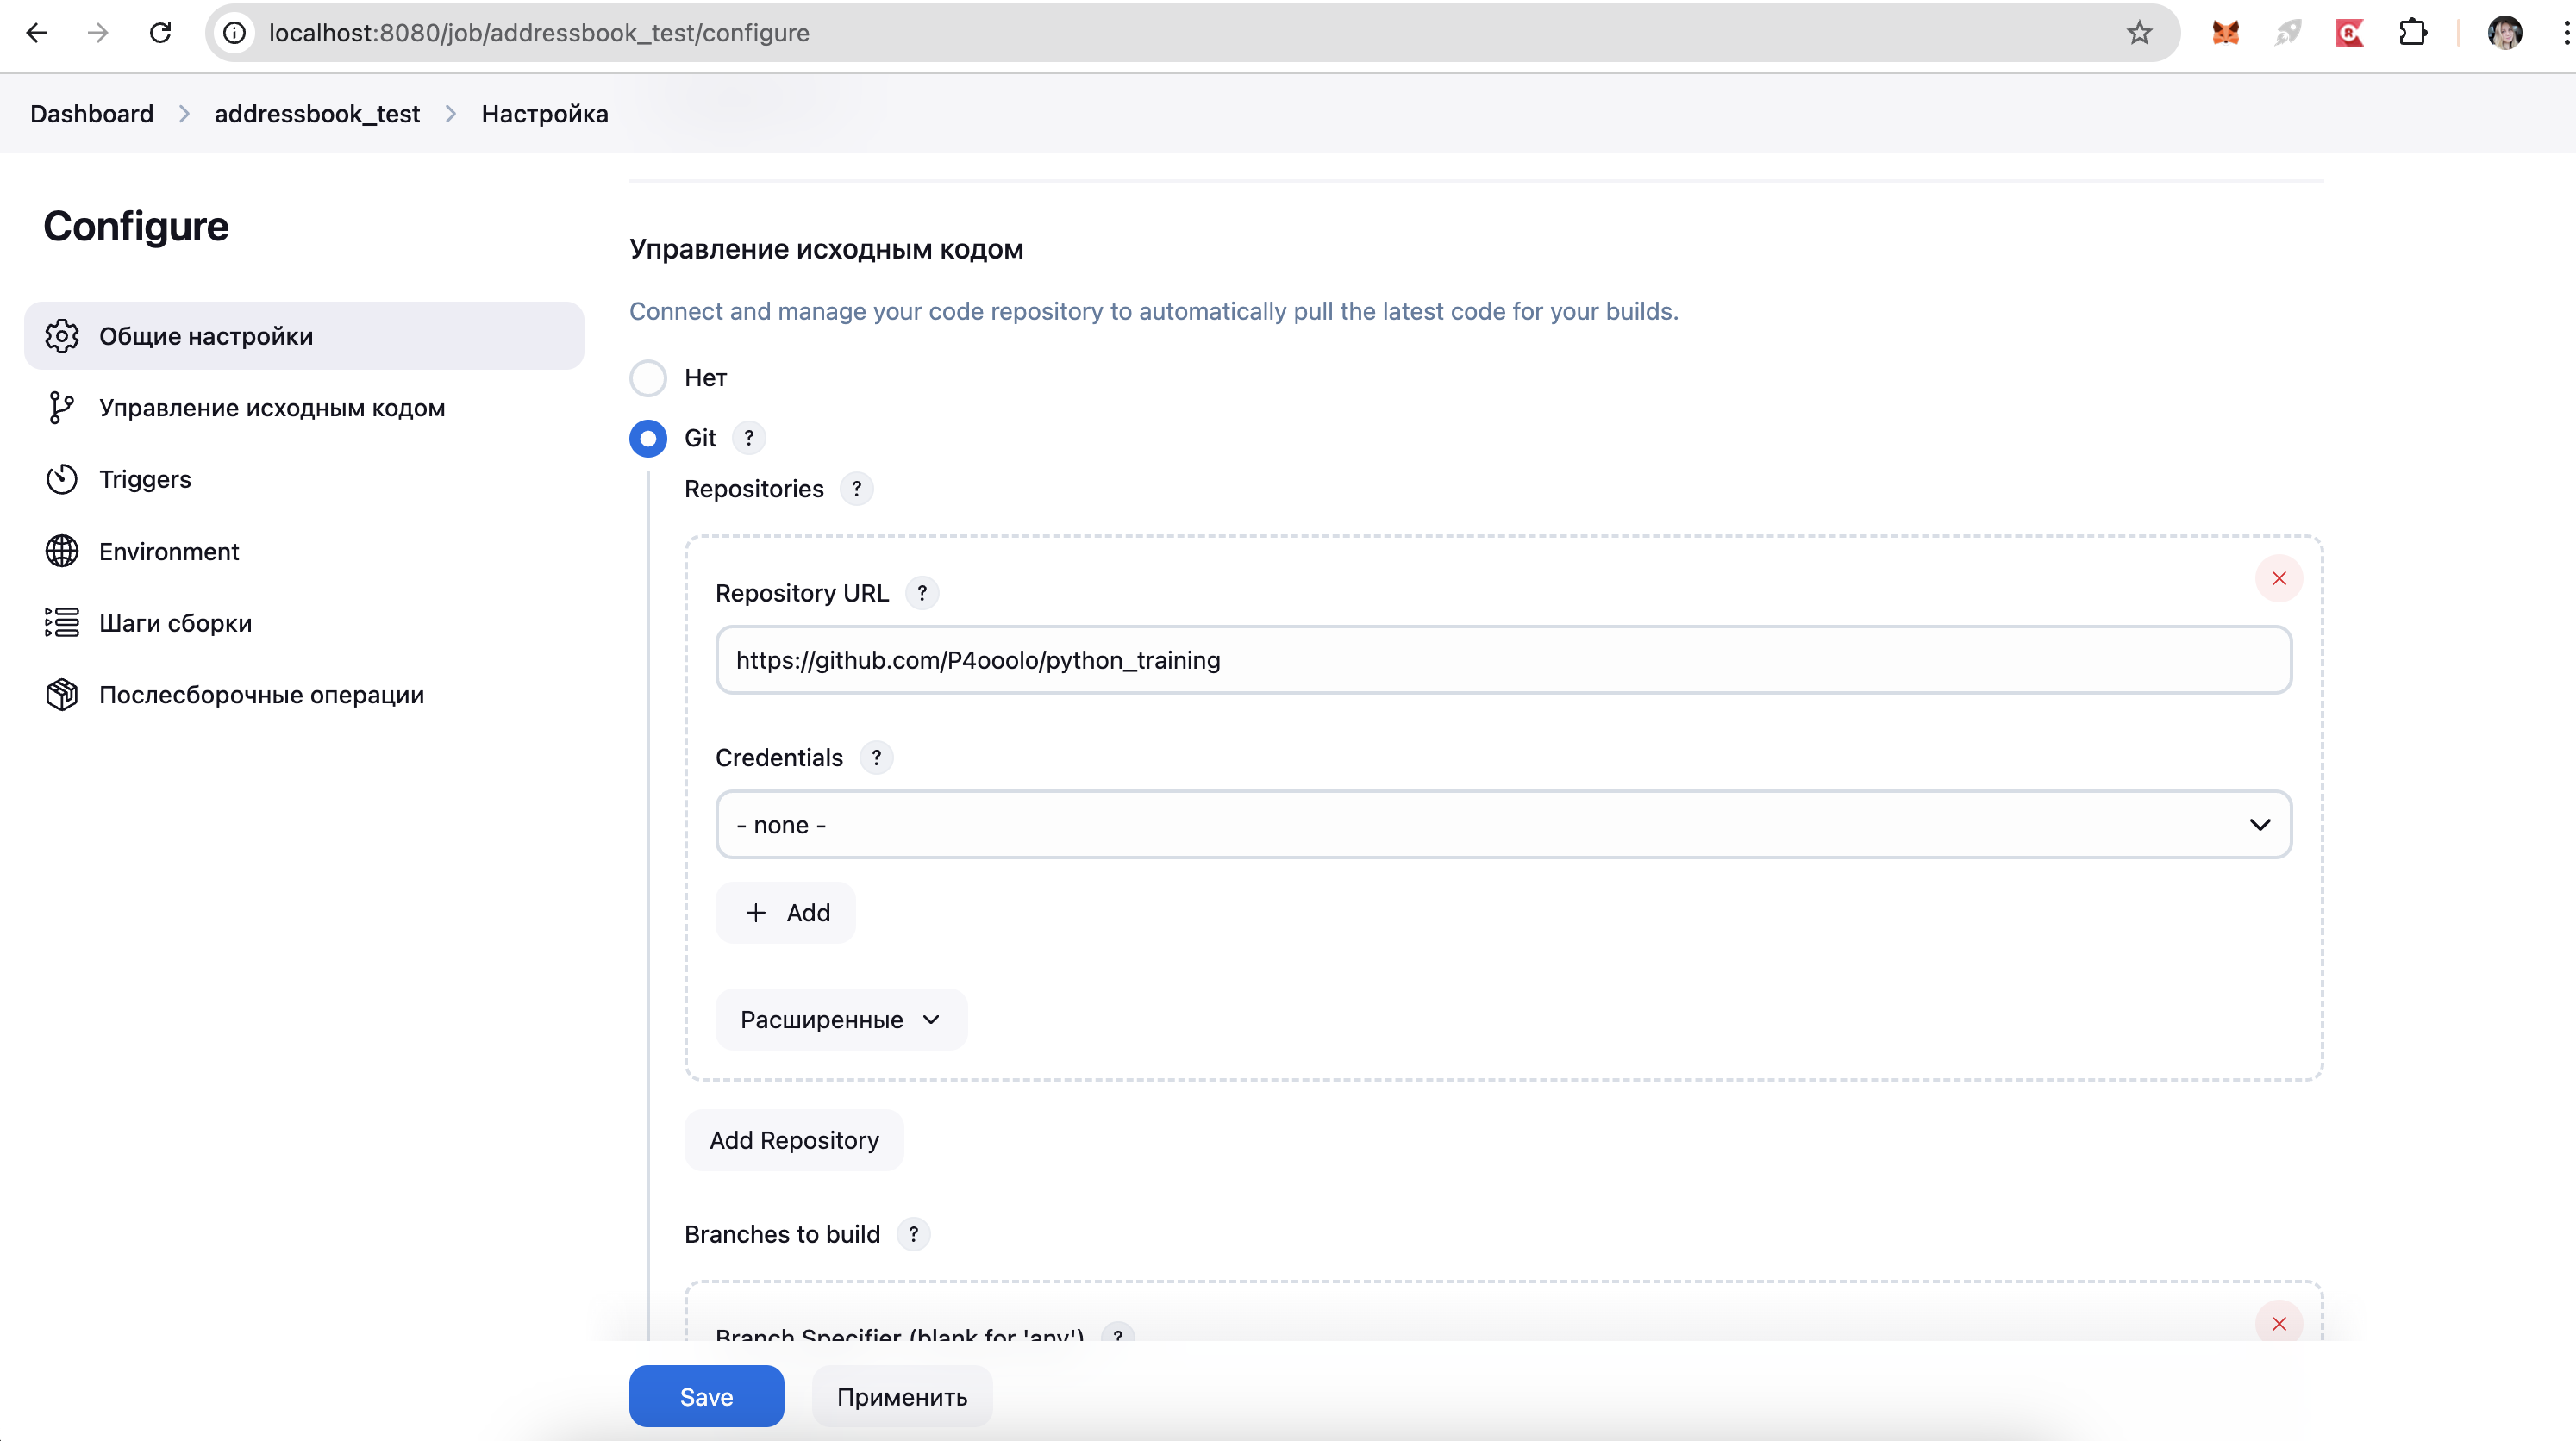 localhost:8080/job/addressbook_test/configure
Dashboard addressbook_test Настройка
Configure
Общие настройки
Управление исходным кодом
Triggers
Environment
Шаги сборки
Послесборочные операции
Управление исходным кодом
Connect and manage your code repository to automatically pull the latest code for your builds.
Нет
Git ?
Repositories ?
Repository URL ?
https://github.com/P4ooolo/python_training
Credentials ?
- none -
+ Add
Расширенные
Add Repository
Branches to build ?
Branch Specifier (blank for 'any') ?
Save Применить